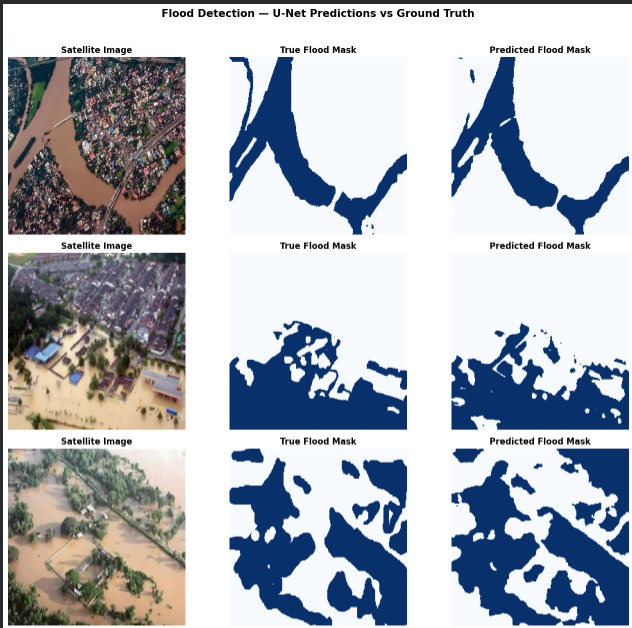 Flood Detection — U-Net Predictions vs Ground Truth
Satellite Image
True Flood Mask
Predicted Flood Mask
Satellite Image
True Flood Mask
Predicted Flood Mask
Satellite Image
True Flood Mask
Predicted Flood Mask